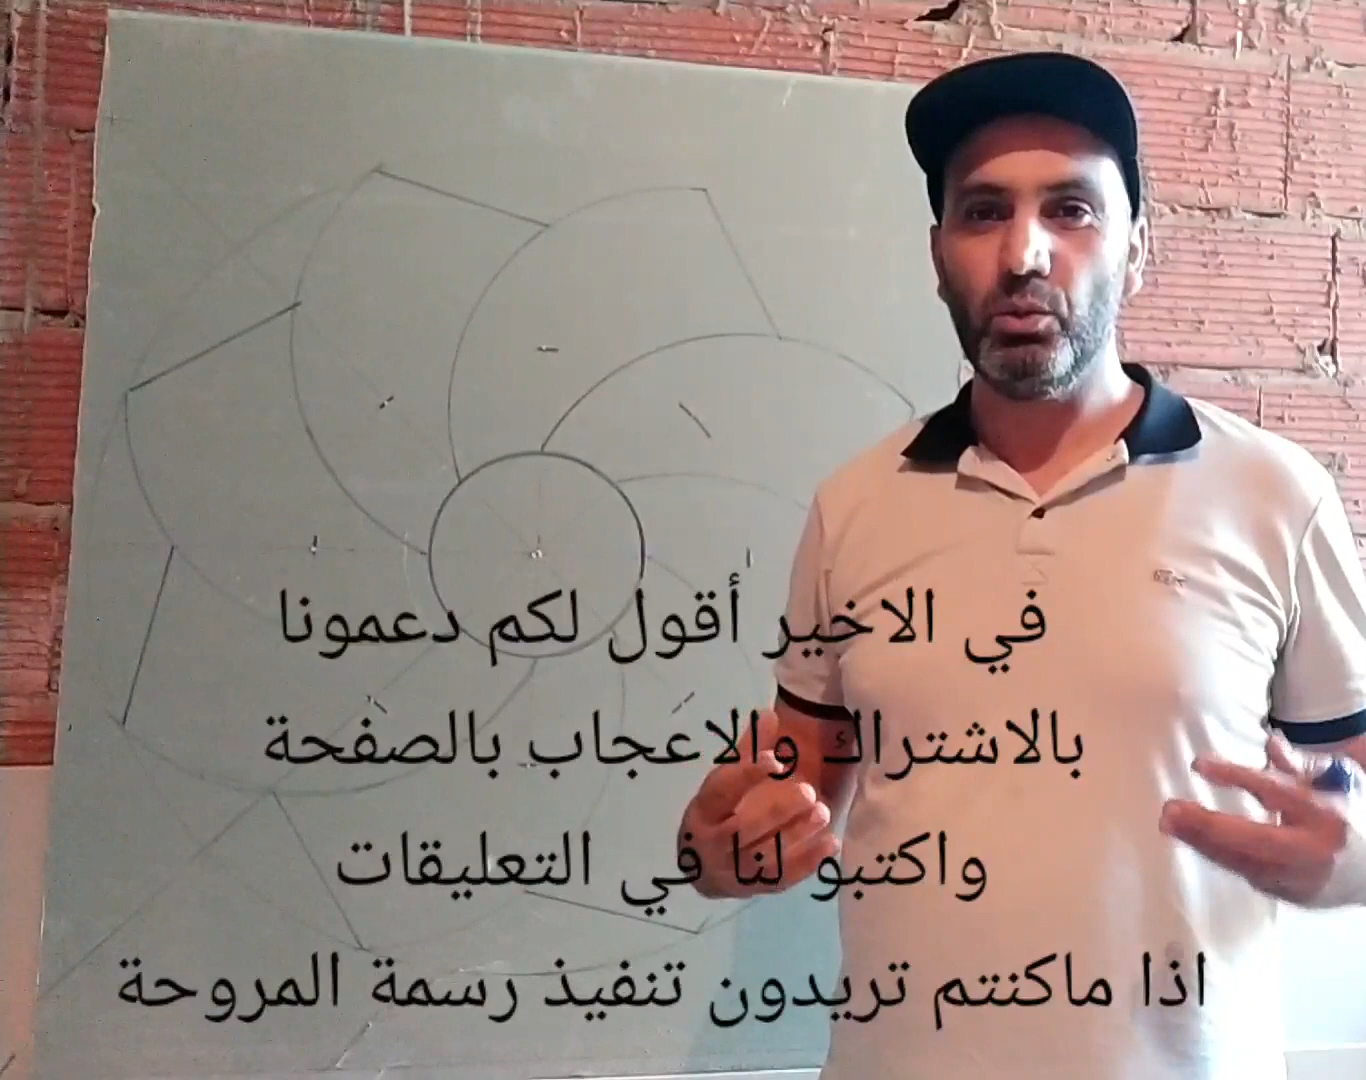 في الاخير أقول لكم دعمونا
بالاشتراك والاعجاب بالصفحة
واكتبو لنا في التعليقات
اذا ماكنتم تريدون تنفيذ رسمة المروحة